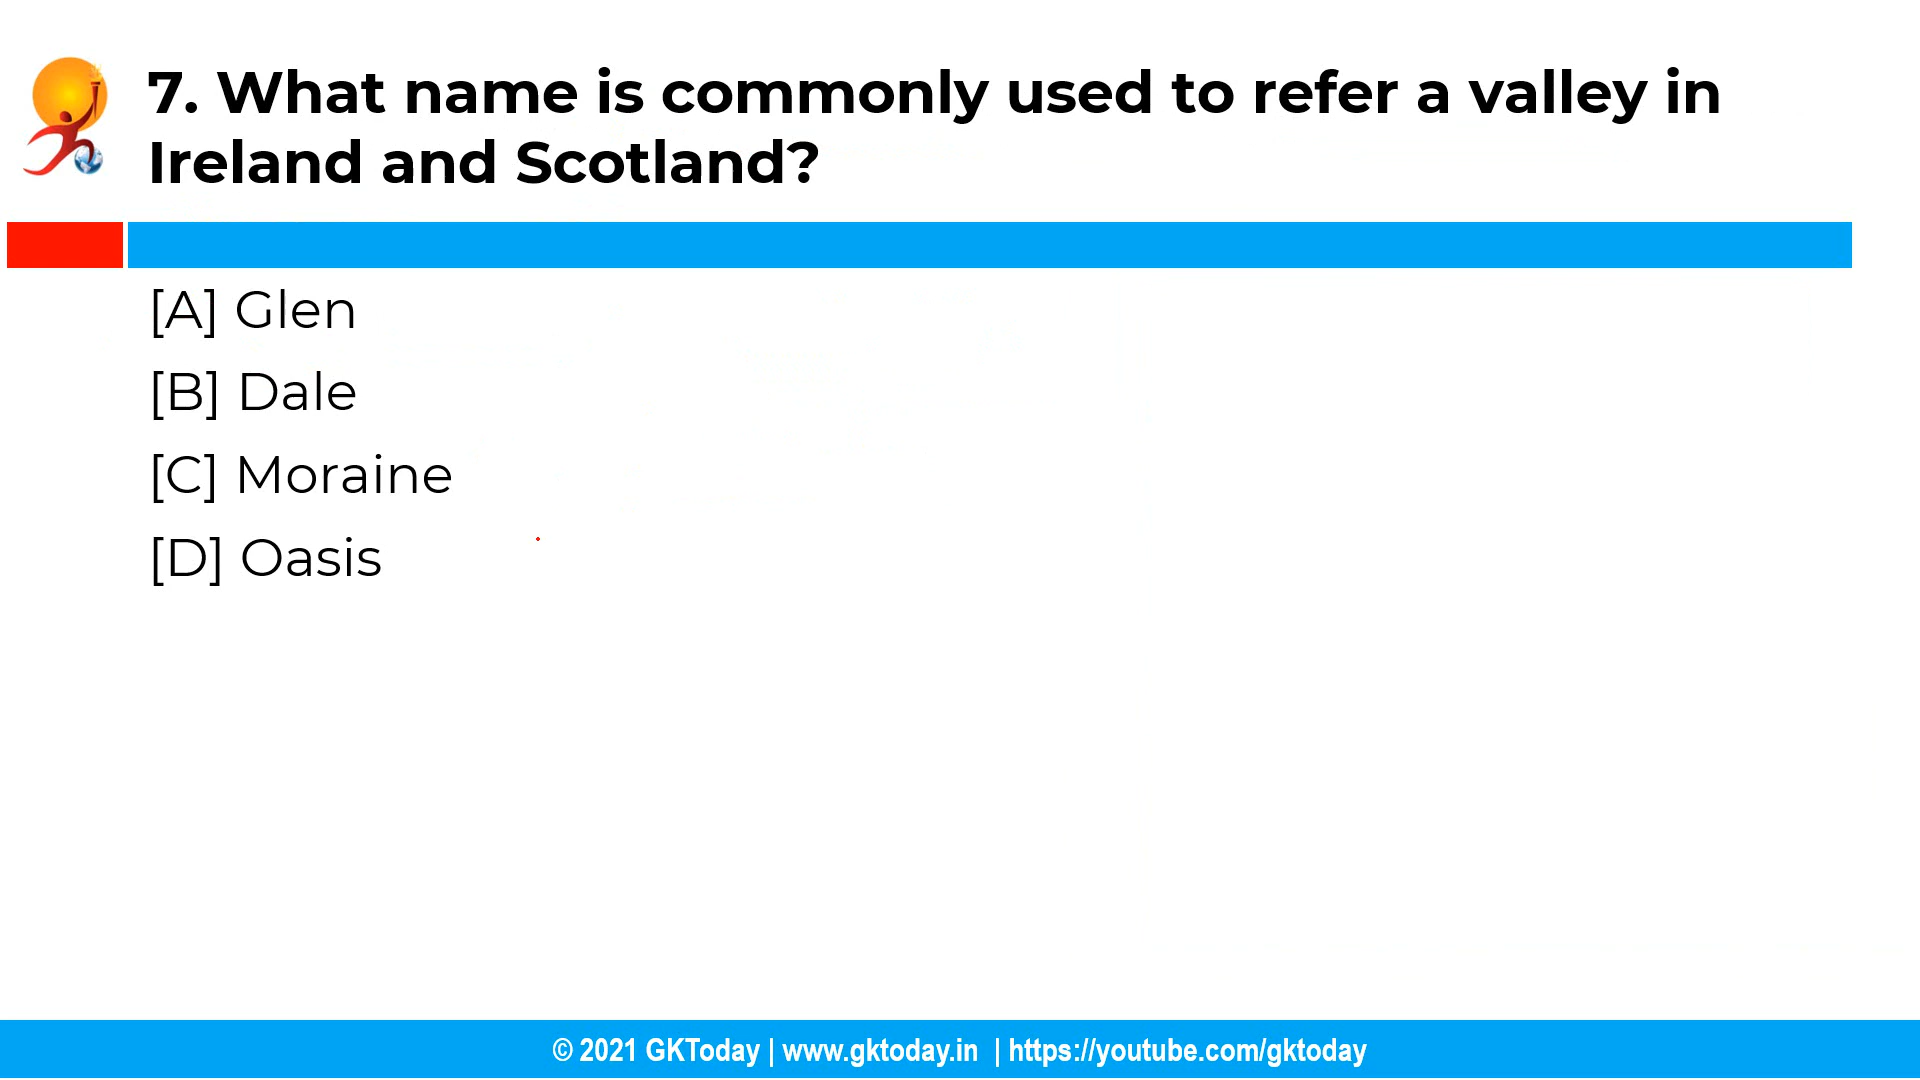 7. What name is commonly used to refer a valley in
Ireland and Scotland?
[A] Glen
[B] Dale
[C] Moraine
[D] Oasis
© 2021 GKToday | www.gktoday.in | https://youtube.com/gktoday